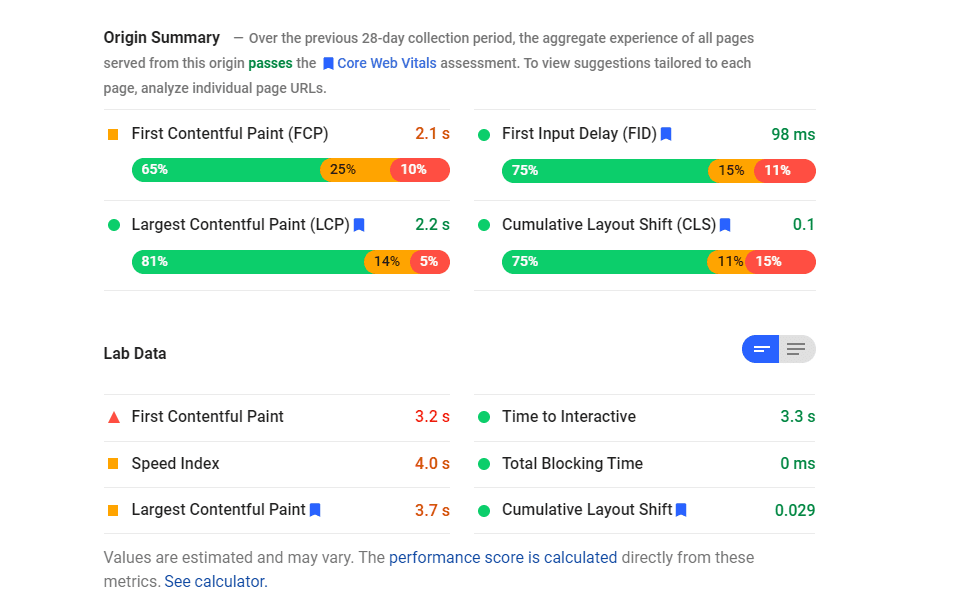 Origin Summary — Over the previous 28-day collection period, the aggregate experience of all pages
served from this origin passes the Core Web Vitals assessment. To view suggestions tailored to each
page, analyze individual page URLs.
First Contentful Paint (FCP) 2.1 s
65% 25% 10%
First Input Delay (FID) 98 ms
75% 15% 11%
Largest Contentful Paint (LCP) 2.2 s
81% 14% 5%
Cumulative Layout Shift (CLS) 0.1
75% 11% 15%
Lab Data
First Contentful Paint 3.2 s
Time to Interactive 3.3 s
Speed Index 4.0 s
Total Blocking Time 0 ms
Largest Contentful Paint 3.7 s
Cumulative Layout Shift 0.029
Values are estimated and may vary. The performance score is calculated directly from these
metrics. See calculator.